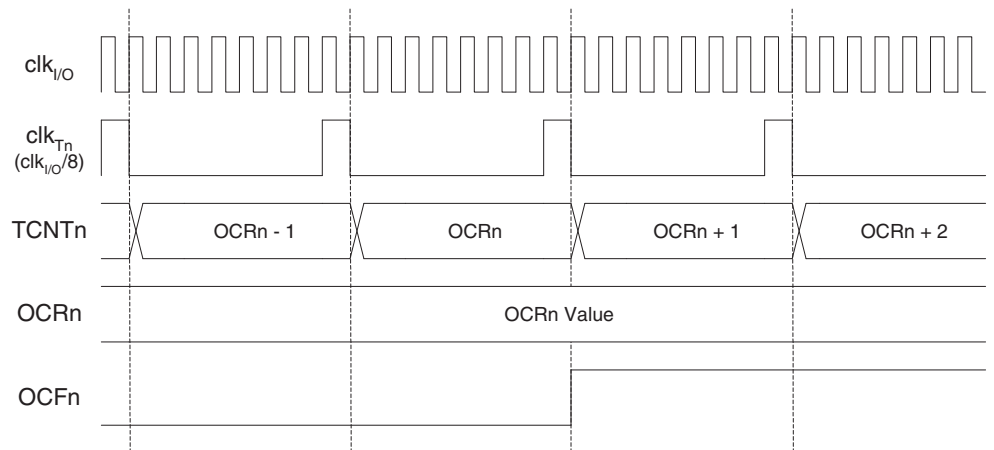 clkI/O
clkTn
(clkI/O/8)
TCNTn
OCRn - 1
OCRn
OCRn + 1
OCRn + 2
OCRn
OCRn Value
OCFn